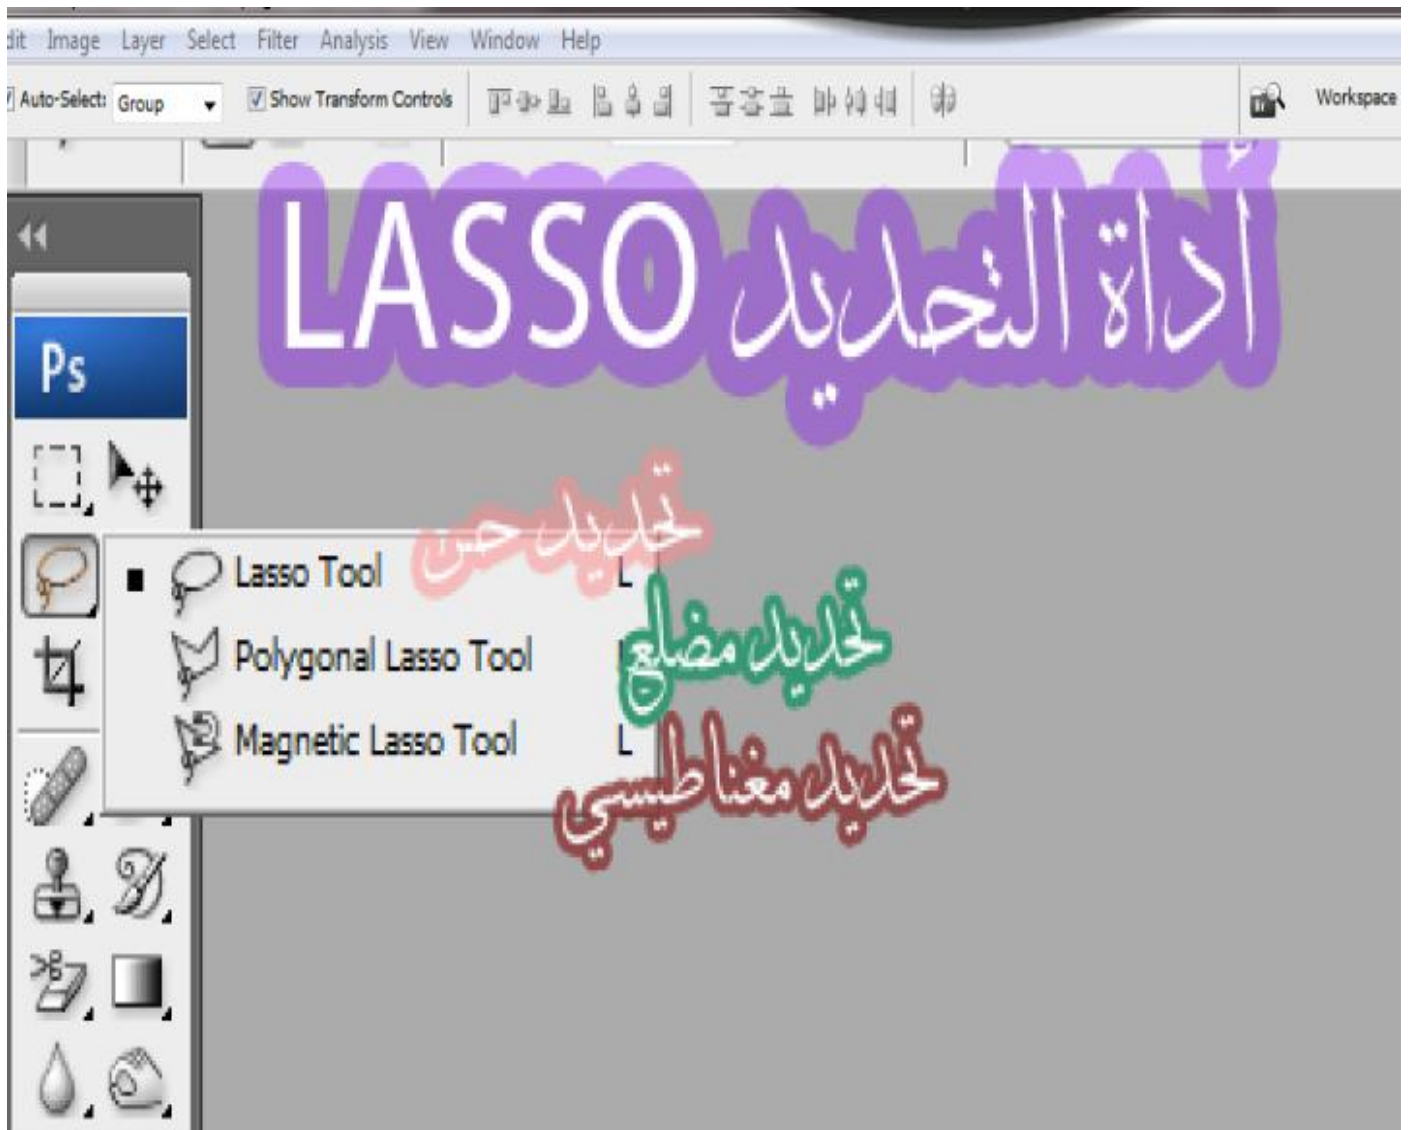 dit Image Layer Select Filter Analysis View Window Help
Auto-Select: Group Show Transform Controls Workspace
أداة التحديد LASSO
Ps
تحديد حر
Lasso Tool L
تحديد مضلع
Polygonal Lasso Tool
تحديد مغناطيسي
Magnetic Lasso Tool L